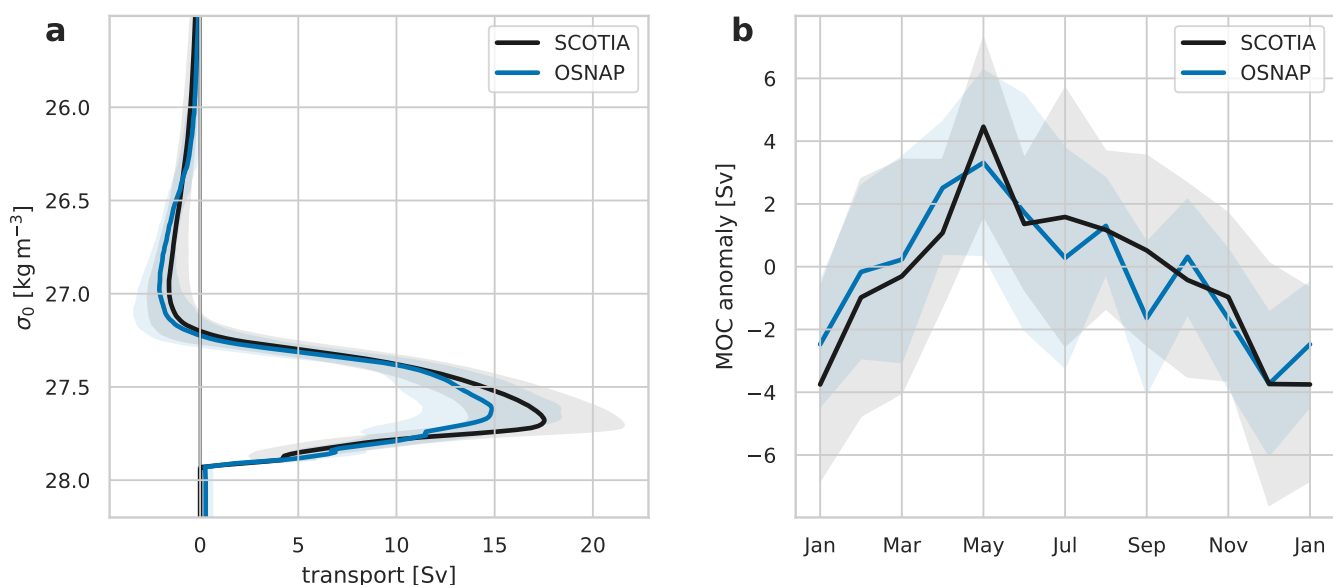 a
SCOTIA
OSNAP
26.0
26.5
27.0
27.5
28.0
σ₀ [kg m⁻³]
0 5 10 15 20
transport [Sv]
b
SCOTIA
OSNAP
6
4
2
0
−2
−4
−6
MOC anomaly [Sv]
Jan Mar May Jul Sep Nov Jan